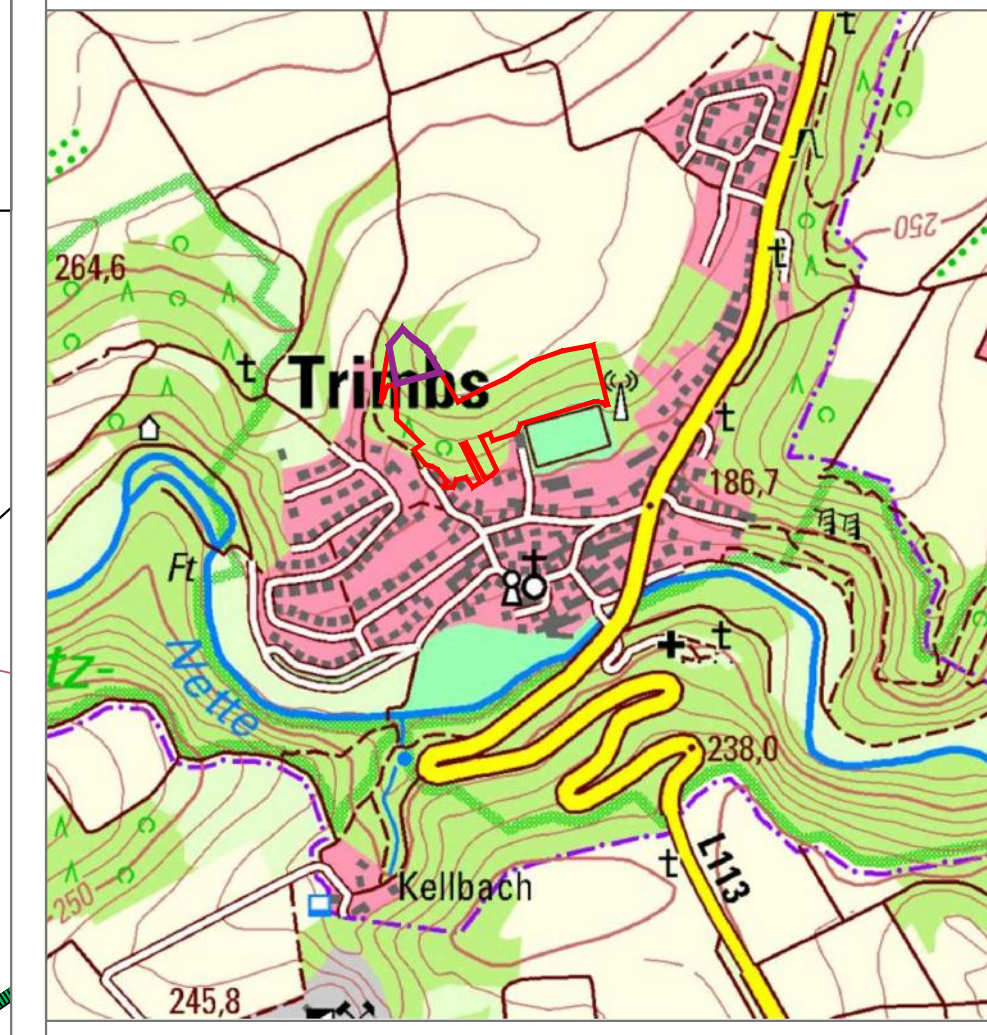 250
264,6
Trimbs
186,7
Ft
Nette
tz-
238,0
L113
Kellbach
250
245,8